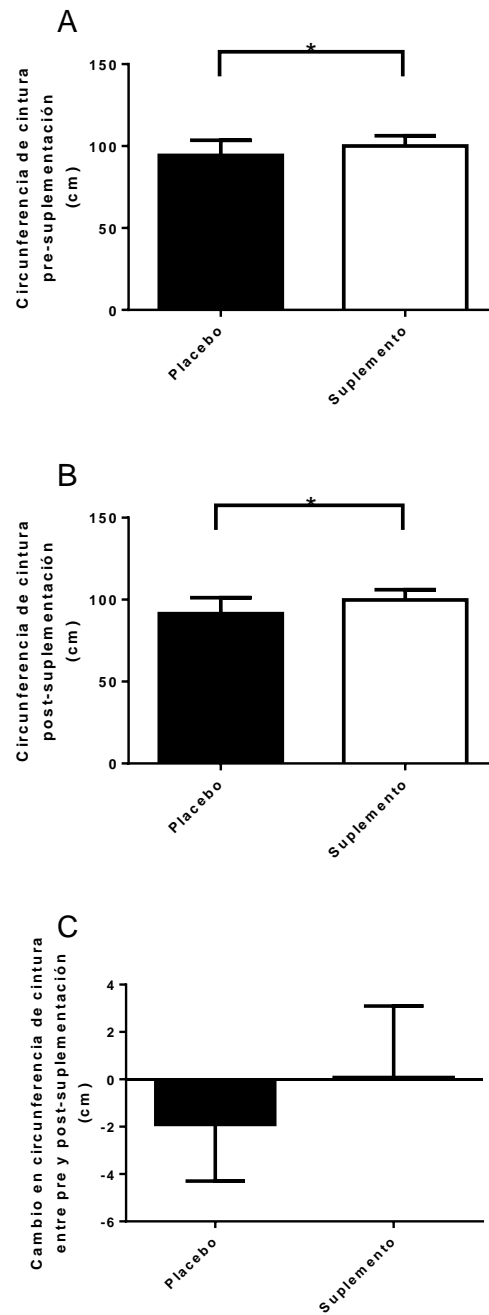 A
*
Circunferencia de cintura
pre-suplementación
(cm)
150
100
50
0
Placebo
Suplemento
B
*
Circunferencia de cintura
post-suplementación
(cm)
150
100
50
0
Placebo
Suplemento
C
Cambio en circunferencia de cintura
entre pre y post-suplementación
(cm)
4
2
0
-2
-4
-6
Placebo
Suplemento